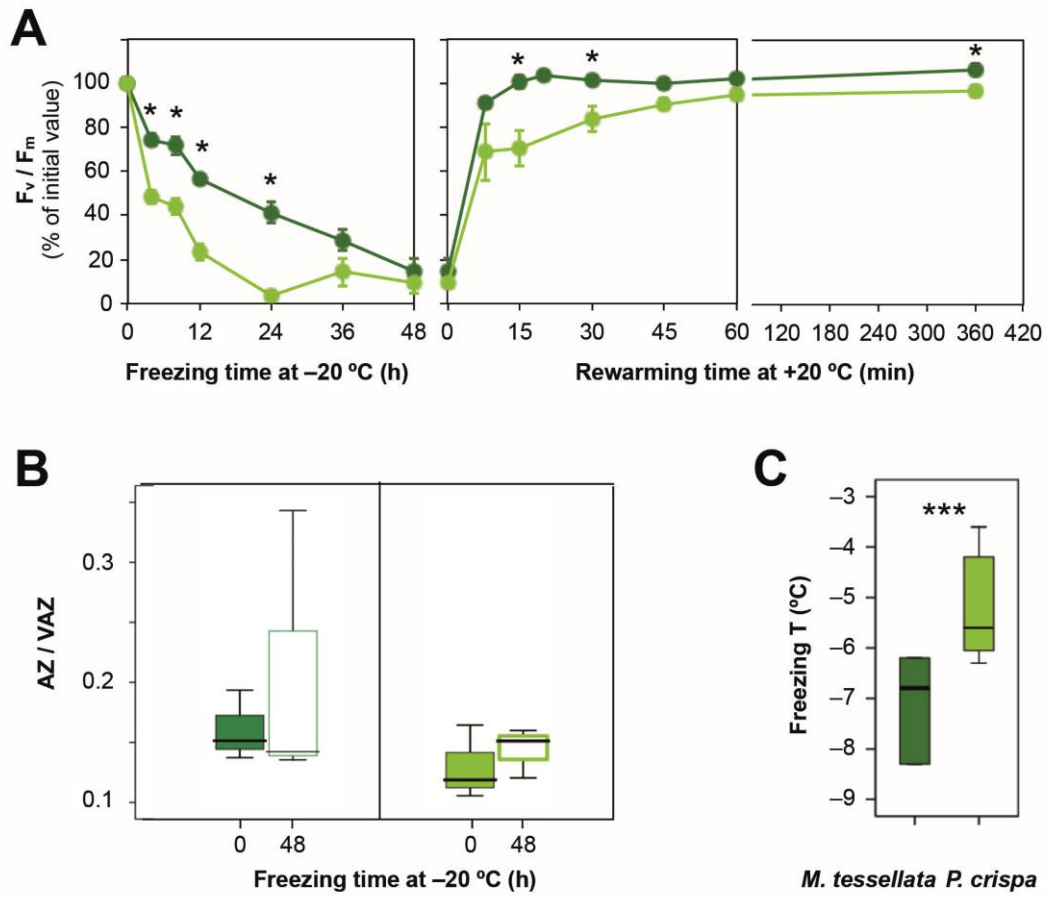 A
* * * * * * *
Fᵥ / Fₘ
(% of initial value)
100
80
60
40
20
0
0 12 24 36 48 0 15 30 45 60 120 180 240 300 360 420
Freezing time at –20 ºC (h) Rewarming time at +20 ºC (min)
B
AZ / VAZ
0.3
0.2
0.1
0 48 0 48
Freezing time at –20 ºC (h)
C
Freezing T (ºC)
–3
–4
–5
–6
–7
–8
–9
***
M. tessellata P. crispa